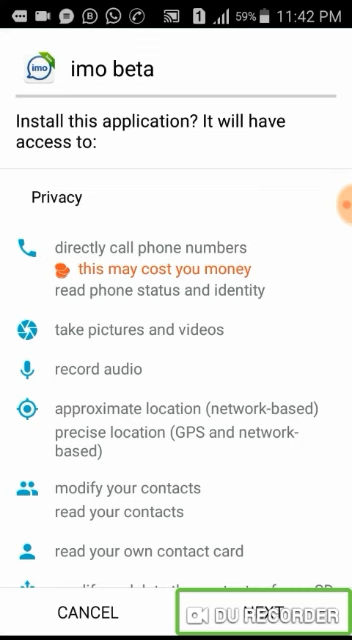 1 59% 11:42 PM
imo imo beta
Install this application? It will have
access to:
Privacy
directly call phone numbers
this may cost you money
read phone status and identity
take pictures and videos
record audio
approximate location (network-based)
precise location (GPS and network-
based)
modify your contacts
read your contacts
read your own contact card
CANCEL NEXT
DU RECORDER